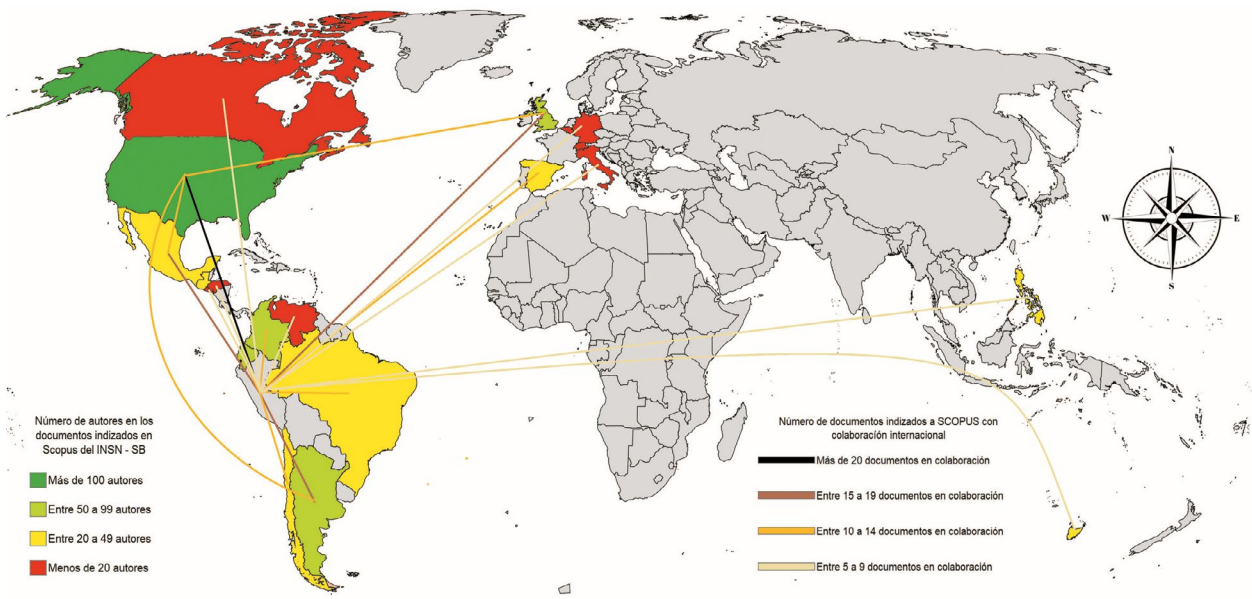 N
W
E
S
Número de autores en los
documentos indizados en
Scopus del INSN - SB
Más de 100 autores
Entre 50 a 99 autores
Entre 20 a 49 autores
Menos de 20 autores
Número de documentos indizados a SCOPUS con
colaboración internacional
Más de 20 documentos en colaboración
Entre 15 a 19 documentos en colaboración
Entre 10 a 14 documentos en colaboración
Entre 5 a 9 documentos en colaboración